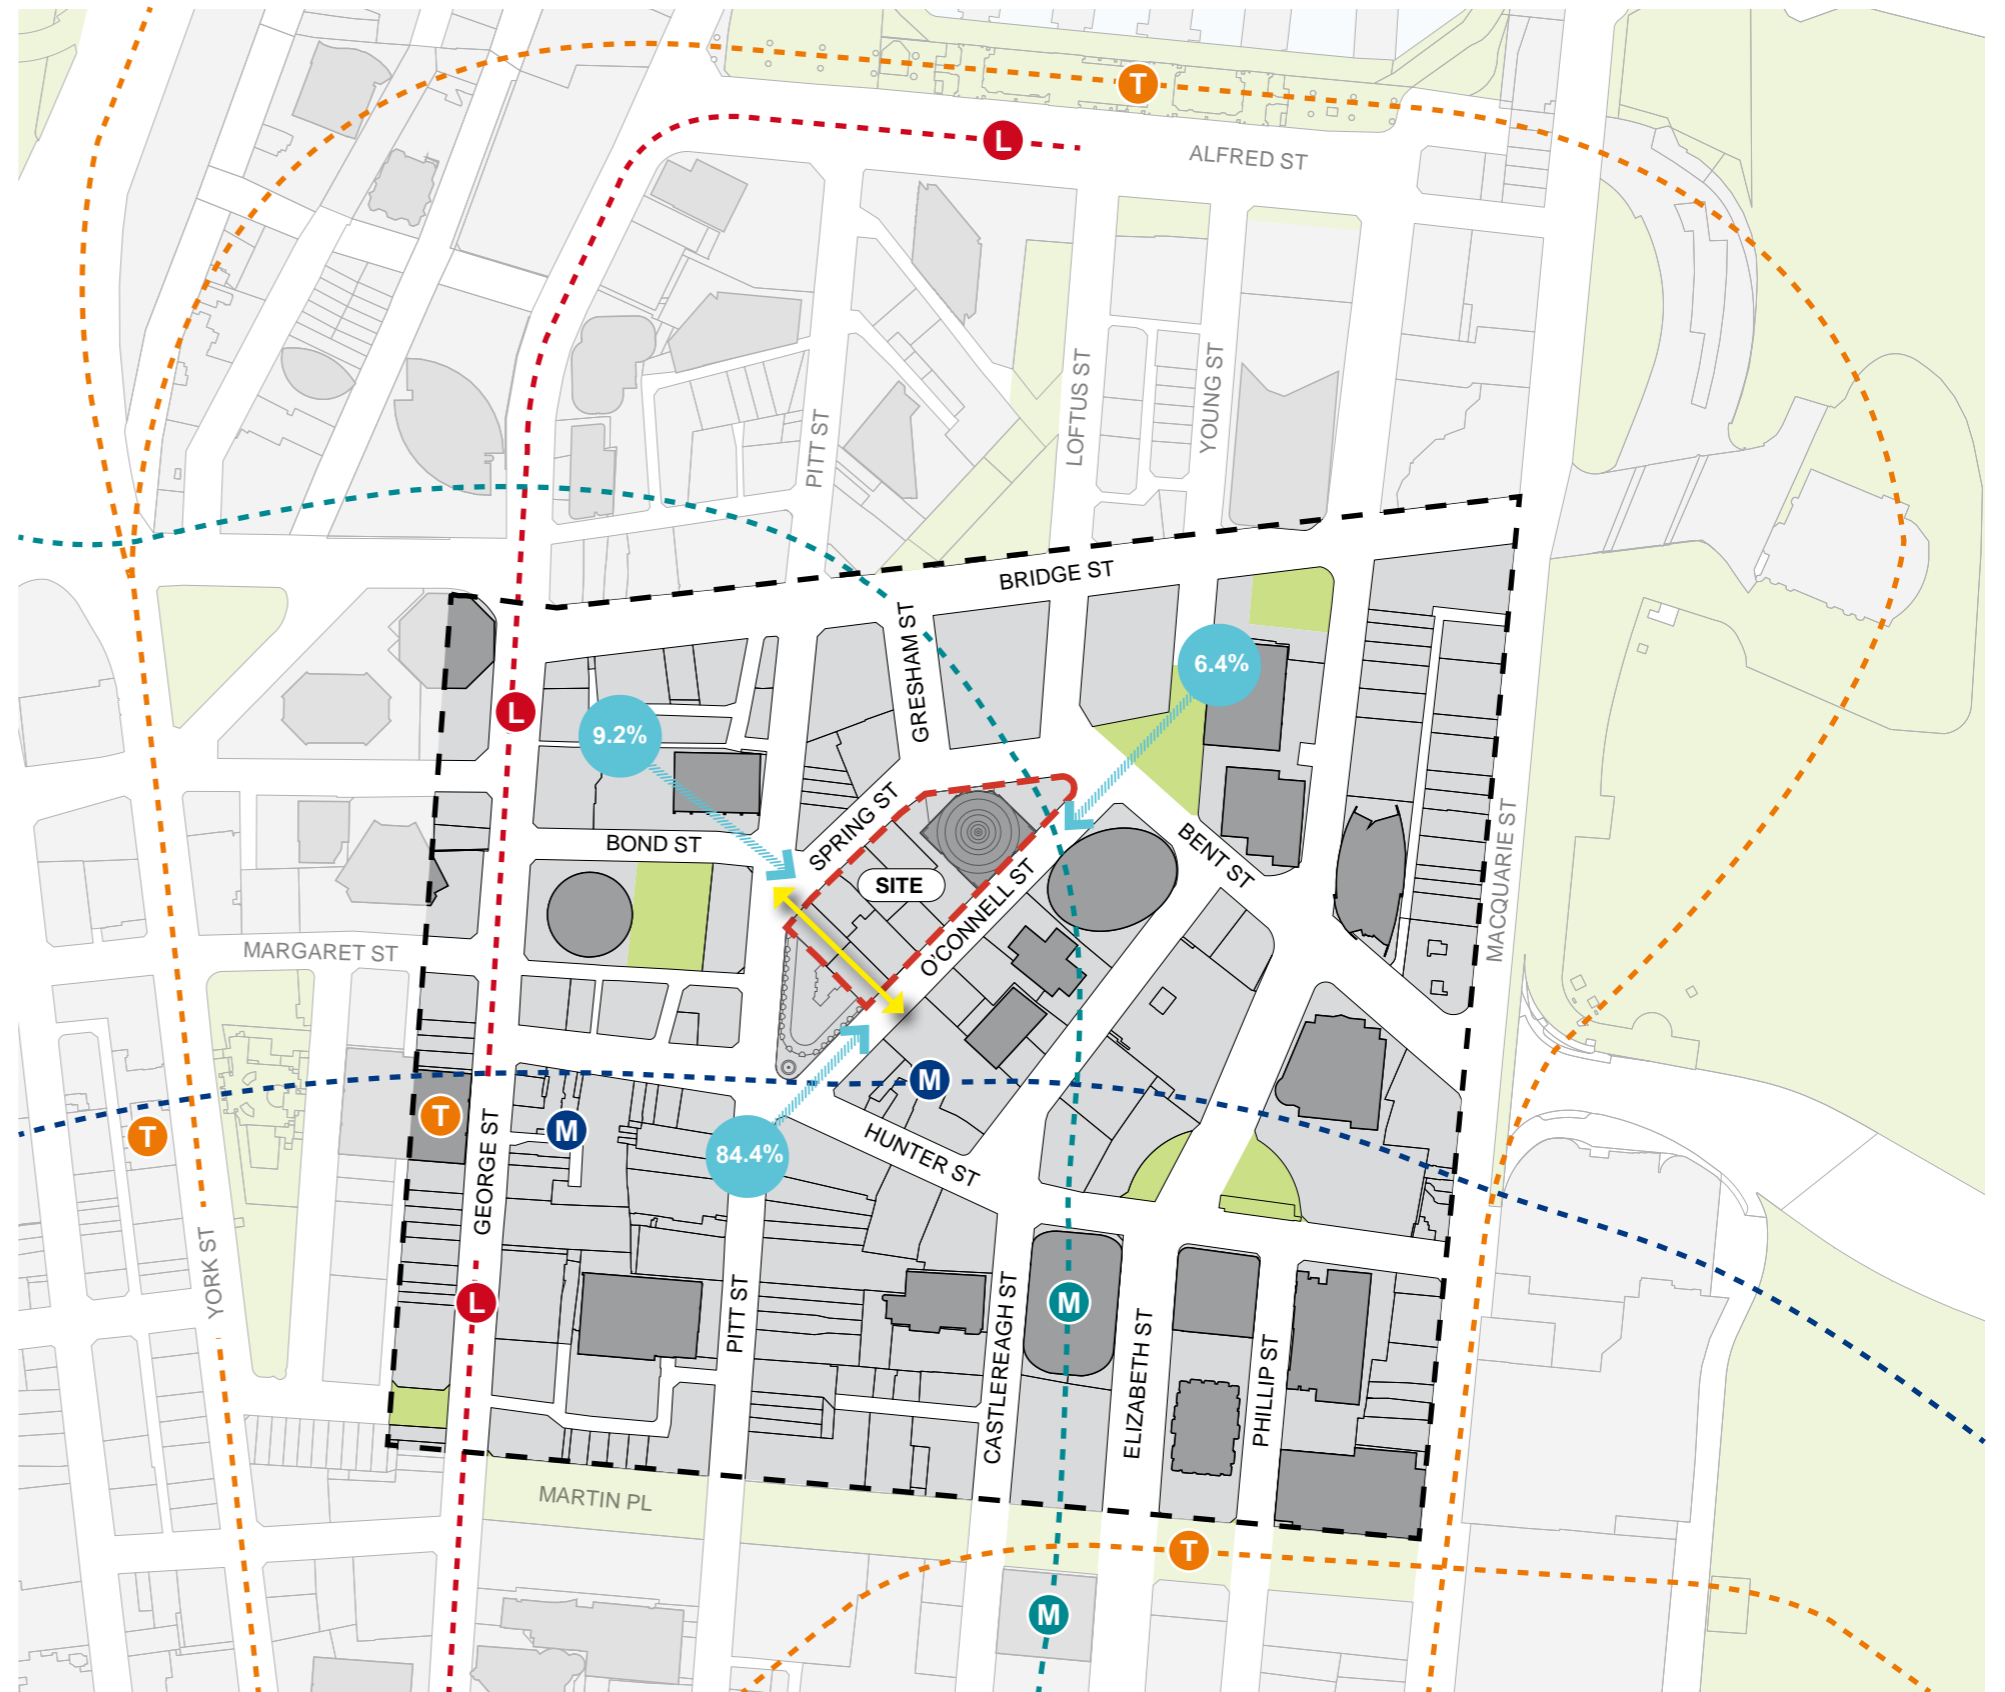 T
L
ALFRED ST
LOFTUS ST
YOUNG ST
PITT ST
BRIDGE ST
GRESHAM ST
6.4%
L
9.2%
SPRING ST
BOND ST
BENT ST
SITE
MACQUARIE ST
O'CONNELL ST
MARGARET ST
M
T
T
M
HUNTER ST
84.4%
GEORGE ST
YORK ST
L
PITT ST
CASTLEREAGH ST
M
ELIZABETH ST
PHILLIP ST
MARTIN PL
T
M